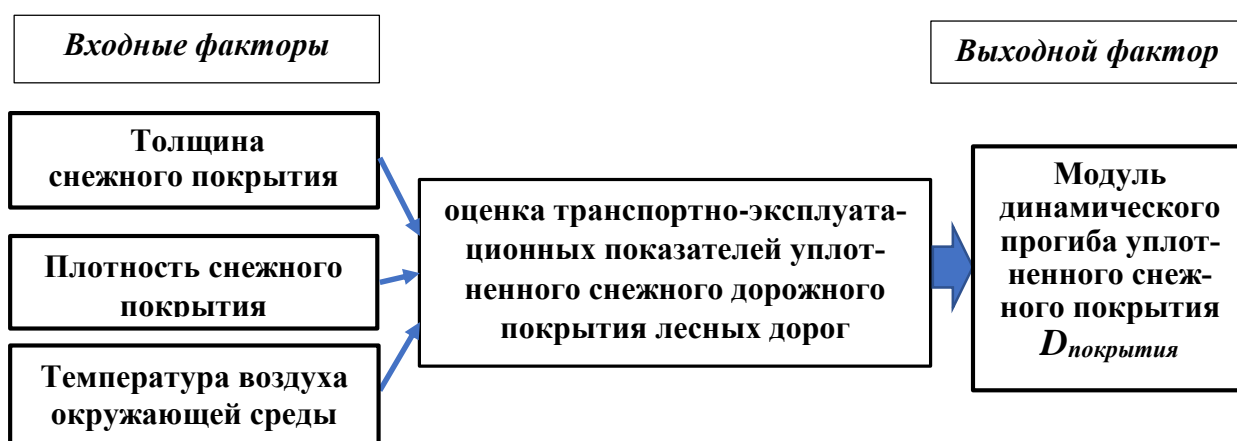 Входные факторы
Выходной фактор
Толщина
снежного покрытия
Плотность снежного
покрытия
Температура воздуха
окружающей среды
оценка транспортно-эксплуата-
ционных показателей уплот-
ненного снежного дорожного
покрытия лесных дорог
Модуль
динамического
прогиба уплот-
ненного снеж-
ного покрытия
Dпокрытия